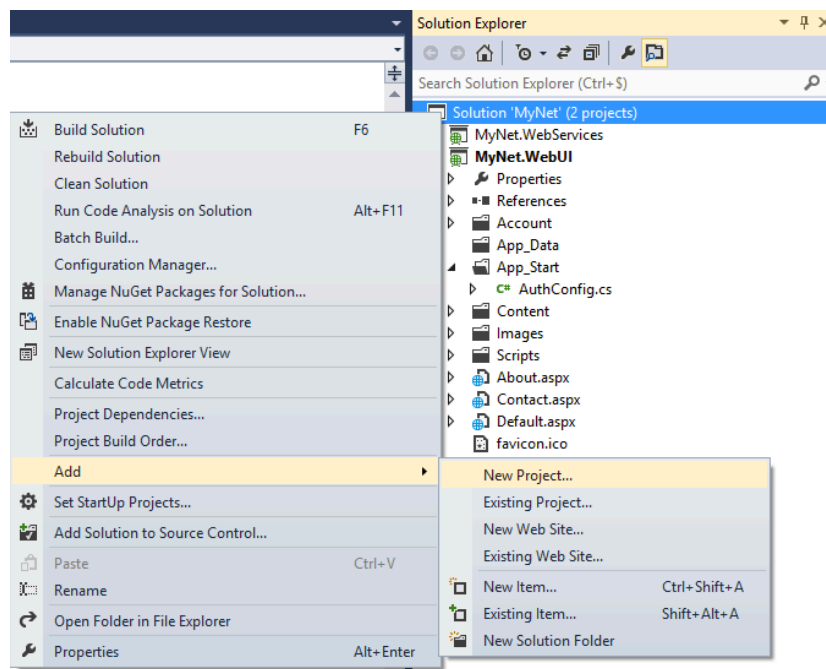 Solution Explorer
Search Solution Explorer (Ctrl+$)
Solution 'MyNet' (2 projects)
MyNet.WebServices
MyNet.WebUI
Properties
References
Account
App_Data
App_Start
C# AuthConfig.cs
Content
Images
Scripts
About.aspx
Contact.aspx
Default.aspx
favicon.ico
Build Solution F6
Rebuild Solution
Clean Solution
Run Code Analysis on Solution Alt+F11
Batch Build...
Configuration Manager...
Manage NuGet Packages for Solution...
Enable NuGet Package Restore
New Solution Explorer View
Calculate Code Metrics
Project Dependencies...
Project Build Order...
Add
Set StartUp Projects...
Add Solution to Source Control...
Paste Ctrl+V
Rename
Open Folder in File Explorer
Properties Alt+Enter
New Project...
Existing Project...
New Web Site...
Existing Web Site...
New Item... Ctrl+Shift+A
Existing Item... Shift+Alt+A
New Solution Folder